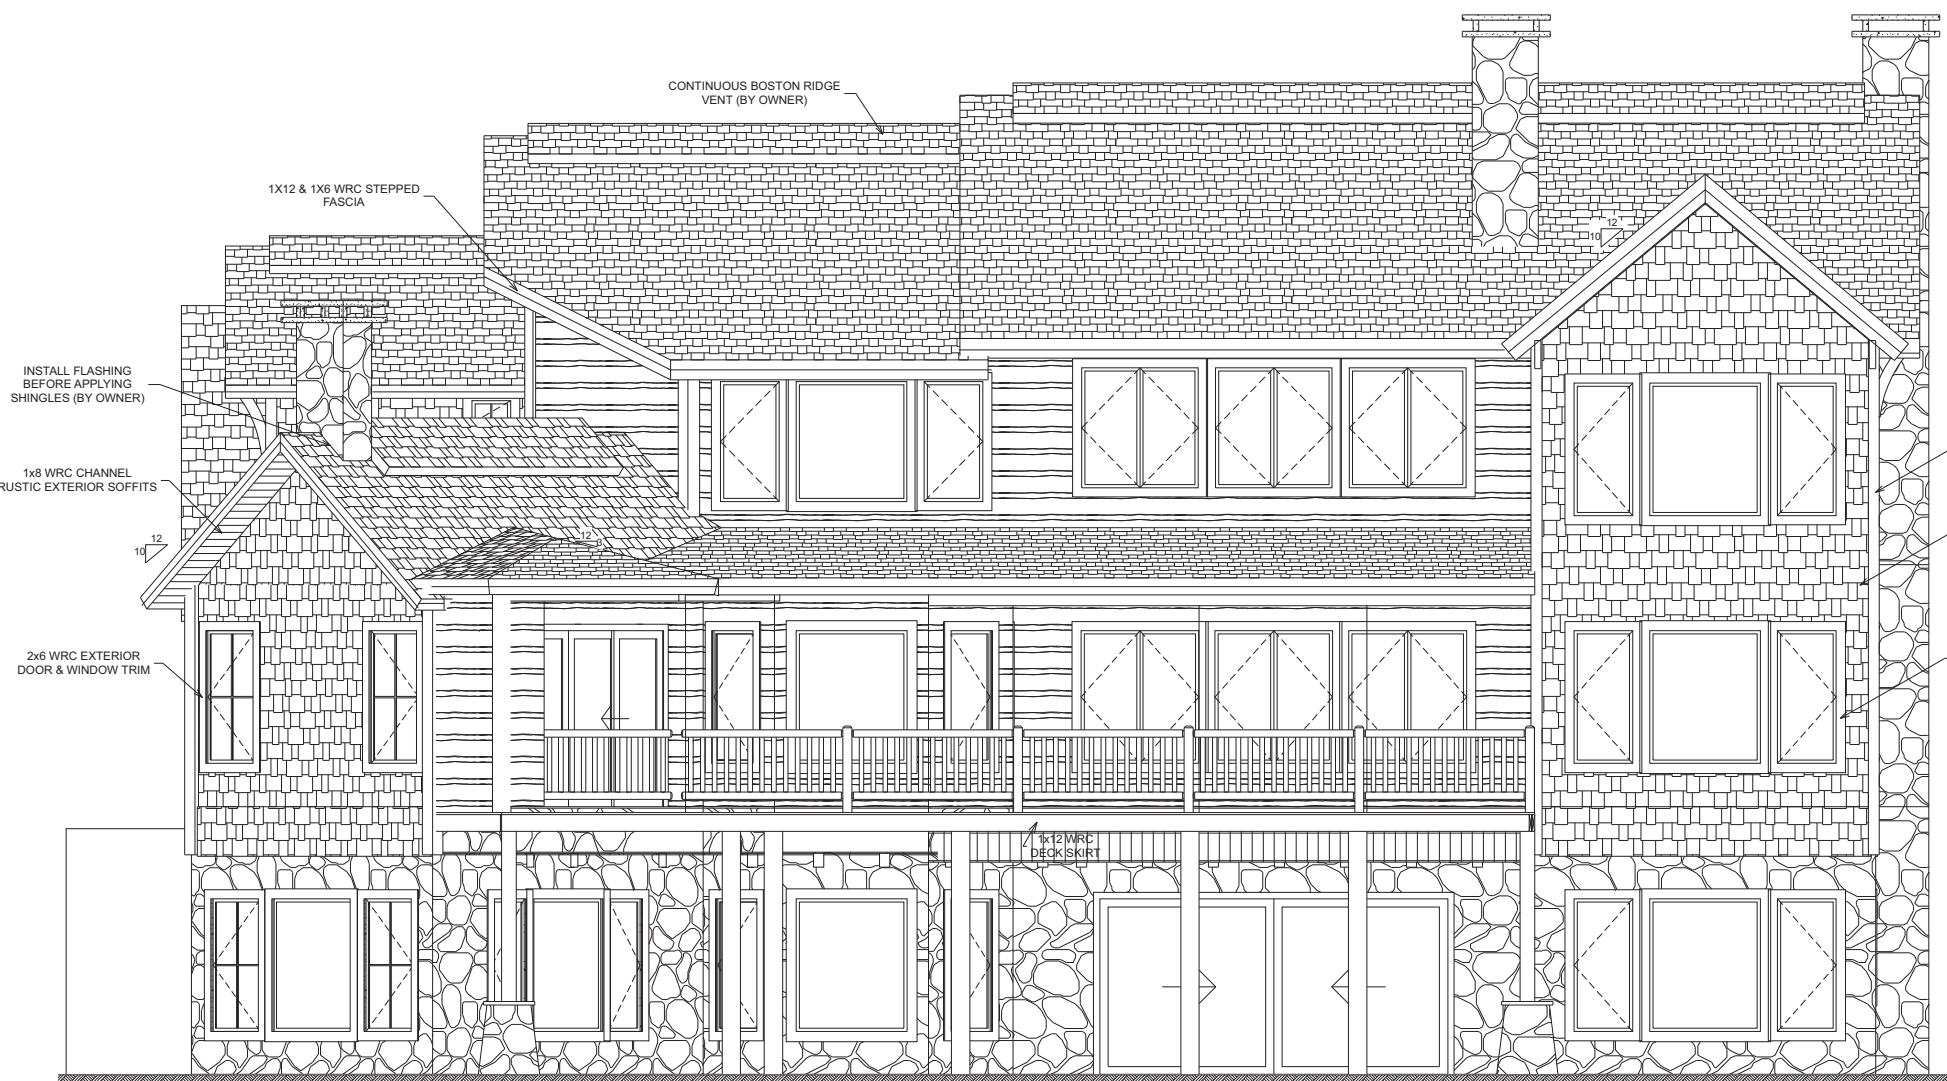 CONTINUOUS BOSTON RIDGE
VENT (BY OWNER)
1X12 & 1X6 WRC STEPPED
FASCIA
12
10
INSTALL FLASHING
BEFORE APPLYING
SHINGLES (BY OWNER)
1x8 WRC CHANNEL
RUSTIC EXTERIOR SOFFITS
12
10
12
3
2x6 WRC EXTERIOR
DOOR & WINDOW TRIM
1x12 WRC
DECK SKIRT